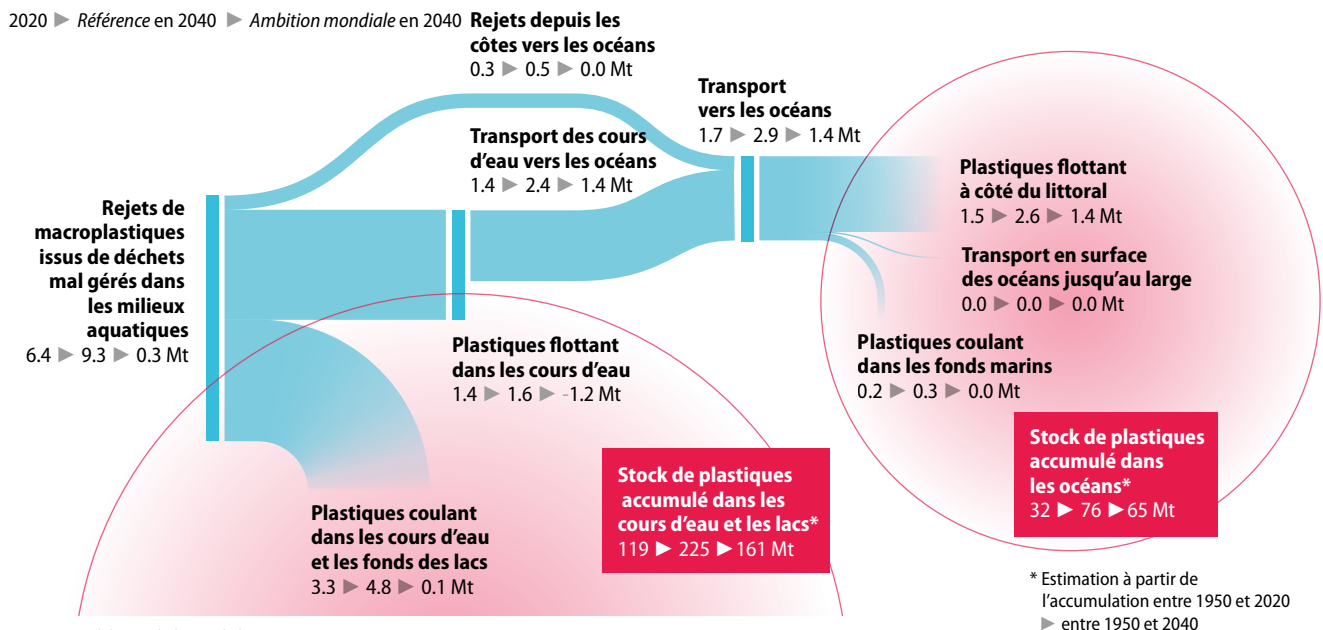 2020 ▶ Référence en 2040 ▶ Ambition mondiale en 2040
Rejets depuis les
côtes vers les océans
0.3 ▶ 0.5 ▶ 0.0 Mt
Transport
vers les océans
1.7 ▶ 2.9 ▶ 1.4 Mt
Transport des cours
d'eau vers les océans
1.4 ▶ 2.4 ▶ 1.4 Mt
Plastiques flottant
à côté du littoral
1.5 ▶ 2.6 ▶ 1.4 Mt
Rejets de
macroplastiques
issus de déchets
mal gérés dans
les milieux
aquatiques
6.4 ▶ 9.3 ▶ 0.3 Mt
Transport en surface
des océans jusqu'au large
0.0 ▶ 0.0 ▶ 0.0 Mt
Plastiques flottant
dans les cours d'eau
1.4 ▶ 1.6 ▶ -1.2 Mt
Plastiques coulant
dans les fonds marins
0.2 ▶ 0.3 ▶ 0.0 Mt
Stock de plastiques
accumulé dans
les océans*
32 ▶ 76 ▶ 65 Mt
Stock de plastiques
accumulé dans les
cours d'eau et les lacs*
119 ▶ 225 ▶ 161 Mt
Plastiques coulant
dans les cours d'eau
et les fonds des lacs
3.3 ▶ 4.8 ▶ 0.1 Mt
* Estimation à partir de
l'accumulation entre 1950 et 2020
▶ entre 1950 et 2040